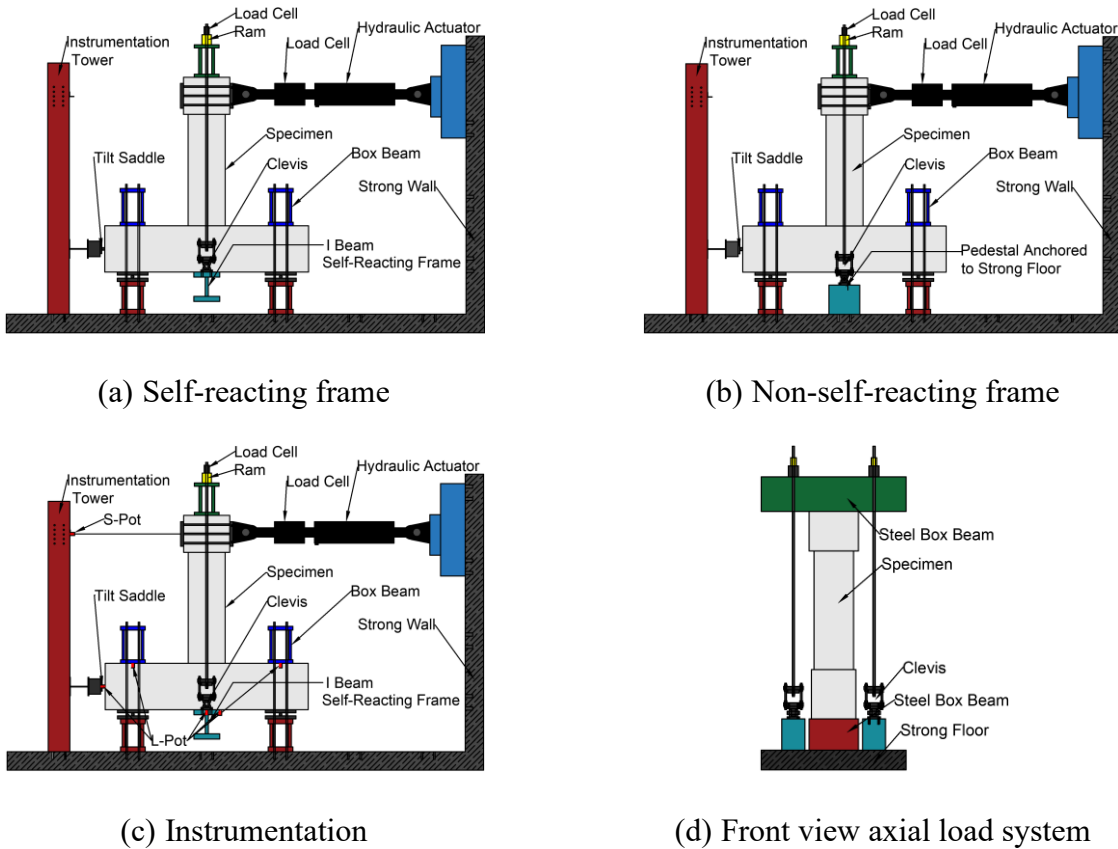 Load Cell
Ram
Instrumentation
Tower
Load Cell
Hydraulic Actuator
Specimen
Tilt Saddle
Clevis
Box Beam
Strong Wall
I Beam
Self-Reacting Frame
(a) Self-reacting frame
Load Cell
Ram
Instrumentation
Tower
Load Cell
Hydraulic Actuator
Specimen
Tilt Saddle
Clevis
Box Beam
Strong Wall
Pedestal Anchored
to Strong Floor
(b) Non-self-reacting frame
Load Cell
Ram
Instrumentation
Tower
Load Cell
Hydraulic Actuator
S-Pot
Specimen
Tilt Saddle
Clevis
Box Beam
Strong Wall
I Beam
Self-Reacting Frame
L-Pot
(c) Instrumentation
Steel Box Beam
Specimen
Clevis
Steel Box Beam
Strong Floor
(d) Front view axial load system